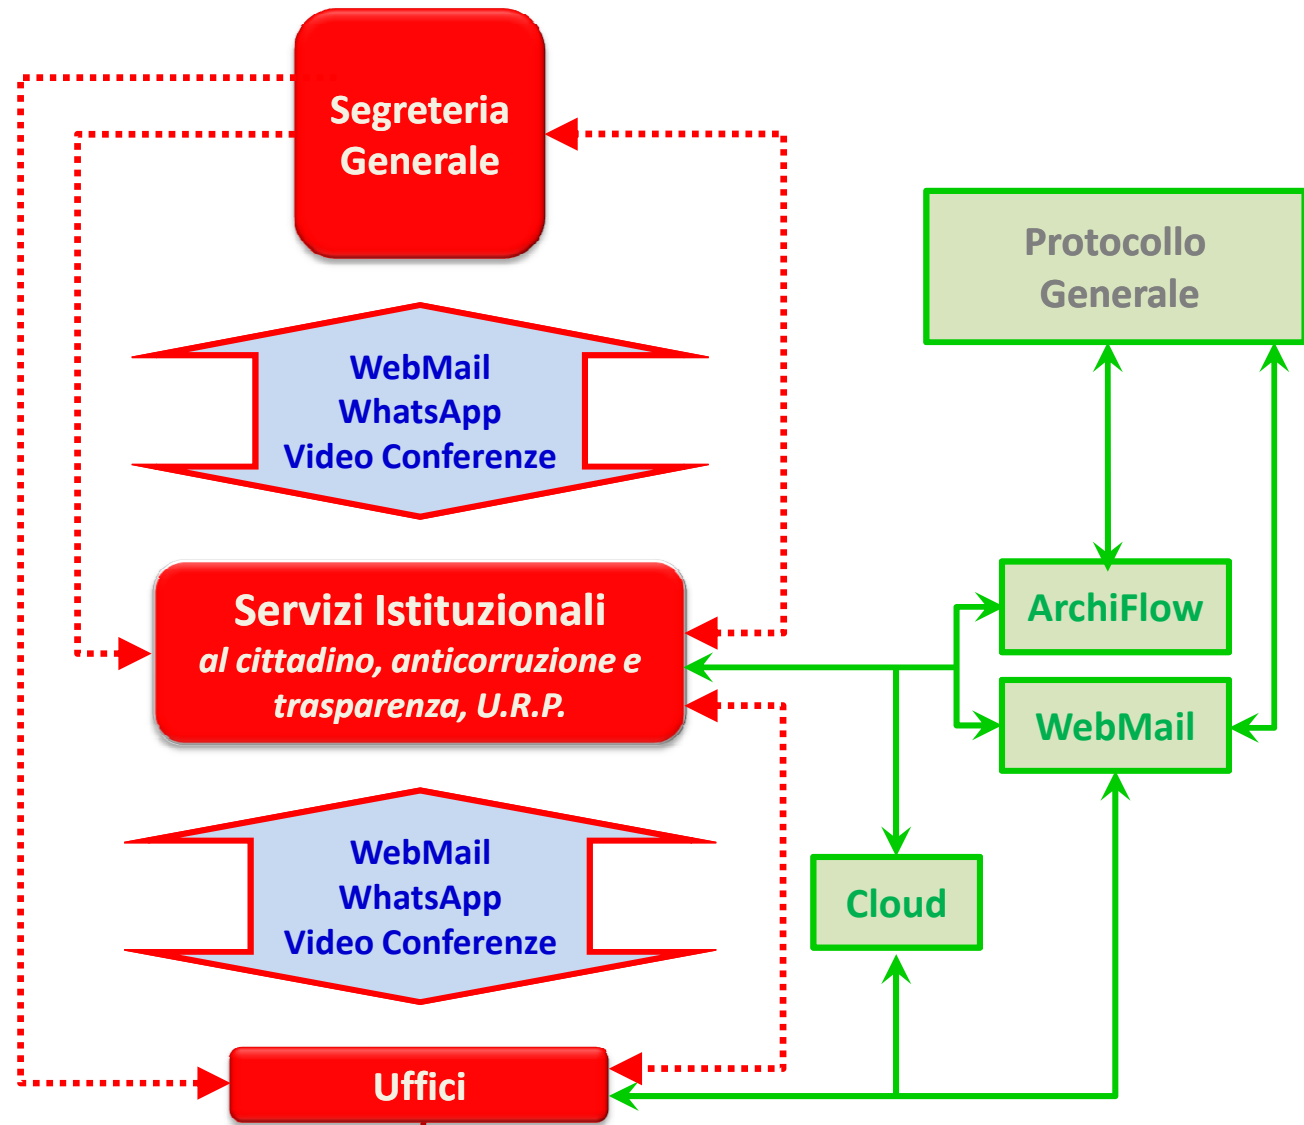 Segreteria
Generale
Protocollo
Generale
WebMail
WhatsApp
Video Conferenze
Servizi Istituzionali
al cittadino, anticorruzione e
trasparenza, U.R.P.
ArchiFlow
WebMail
WebMail
WhatsApp
Video Conferenze
Cloud
Uffici